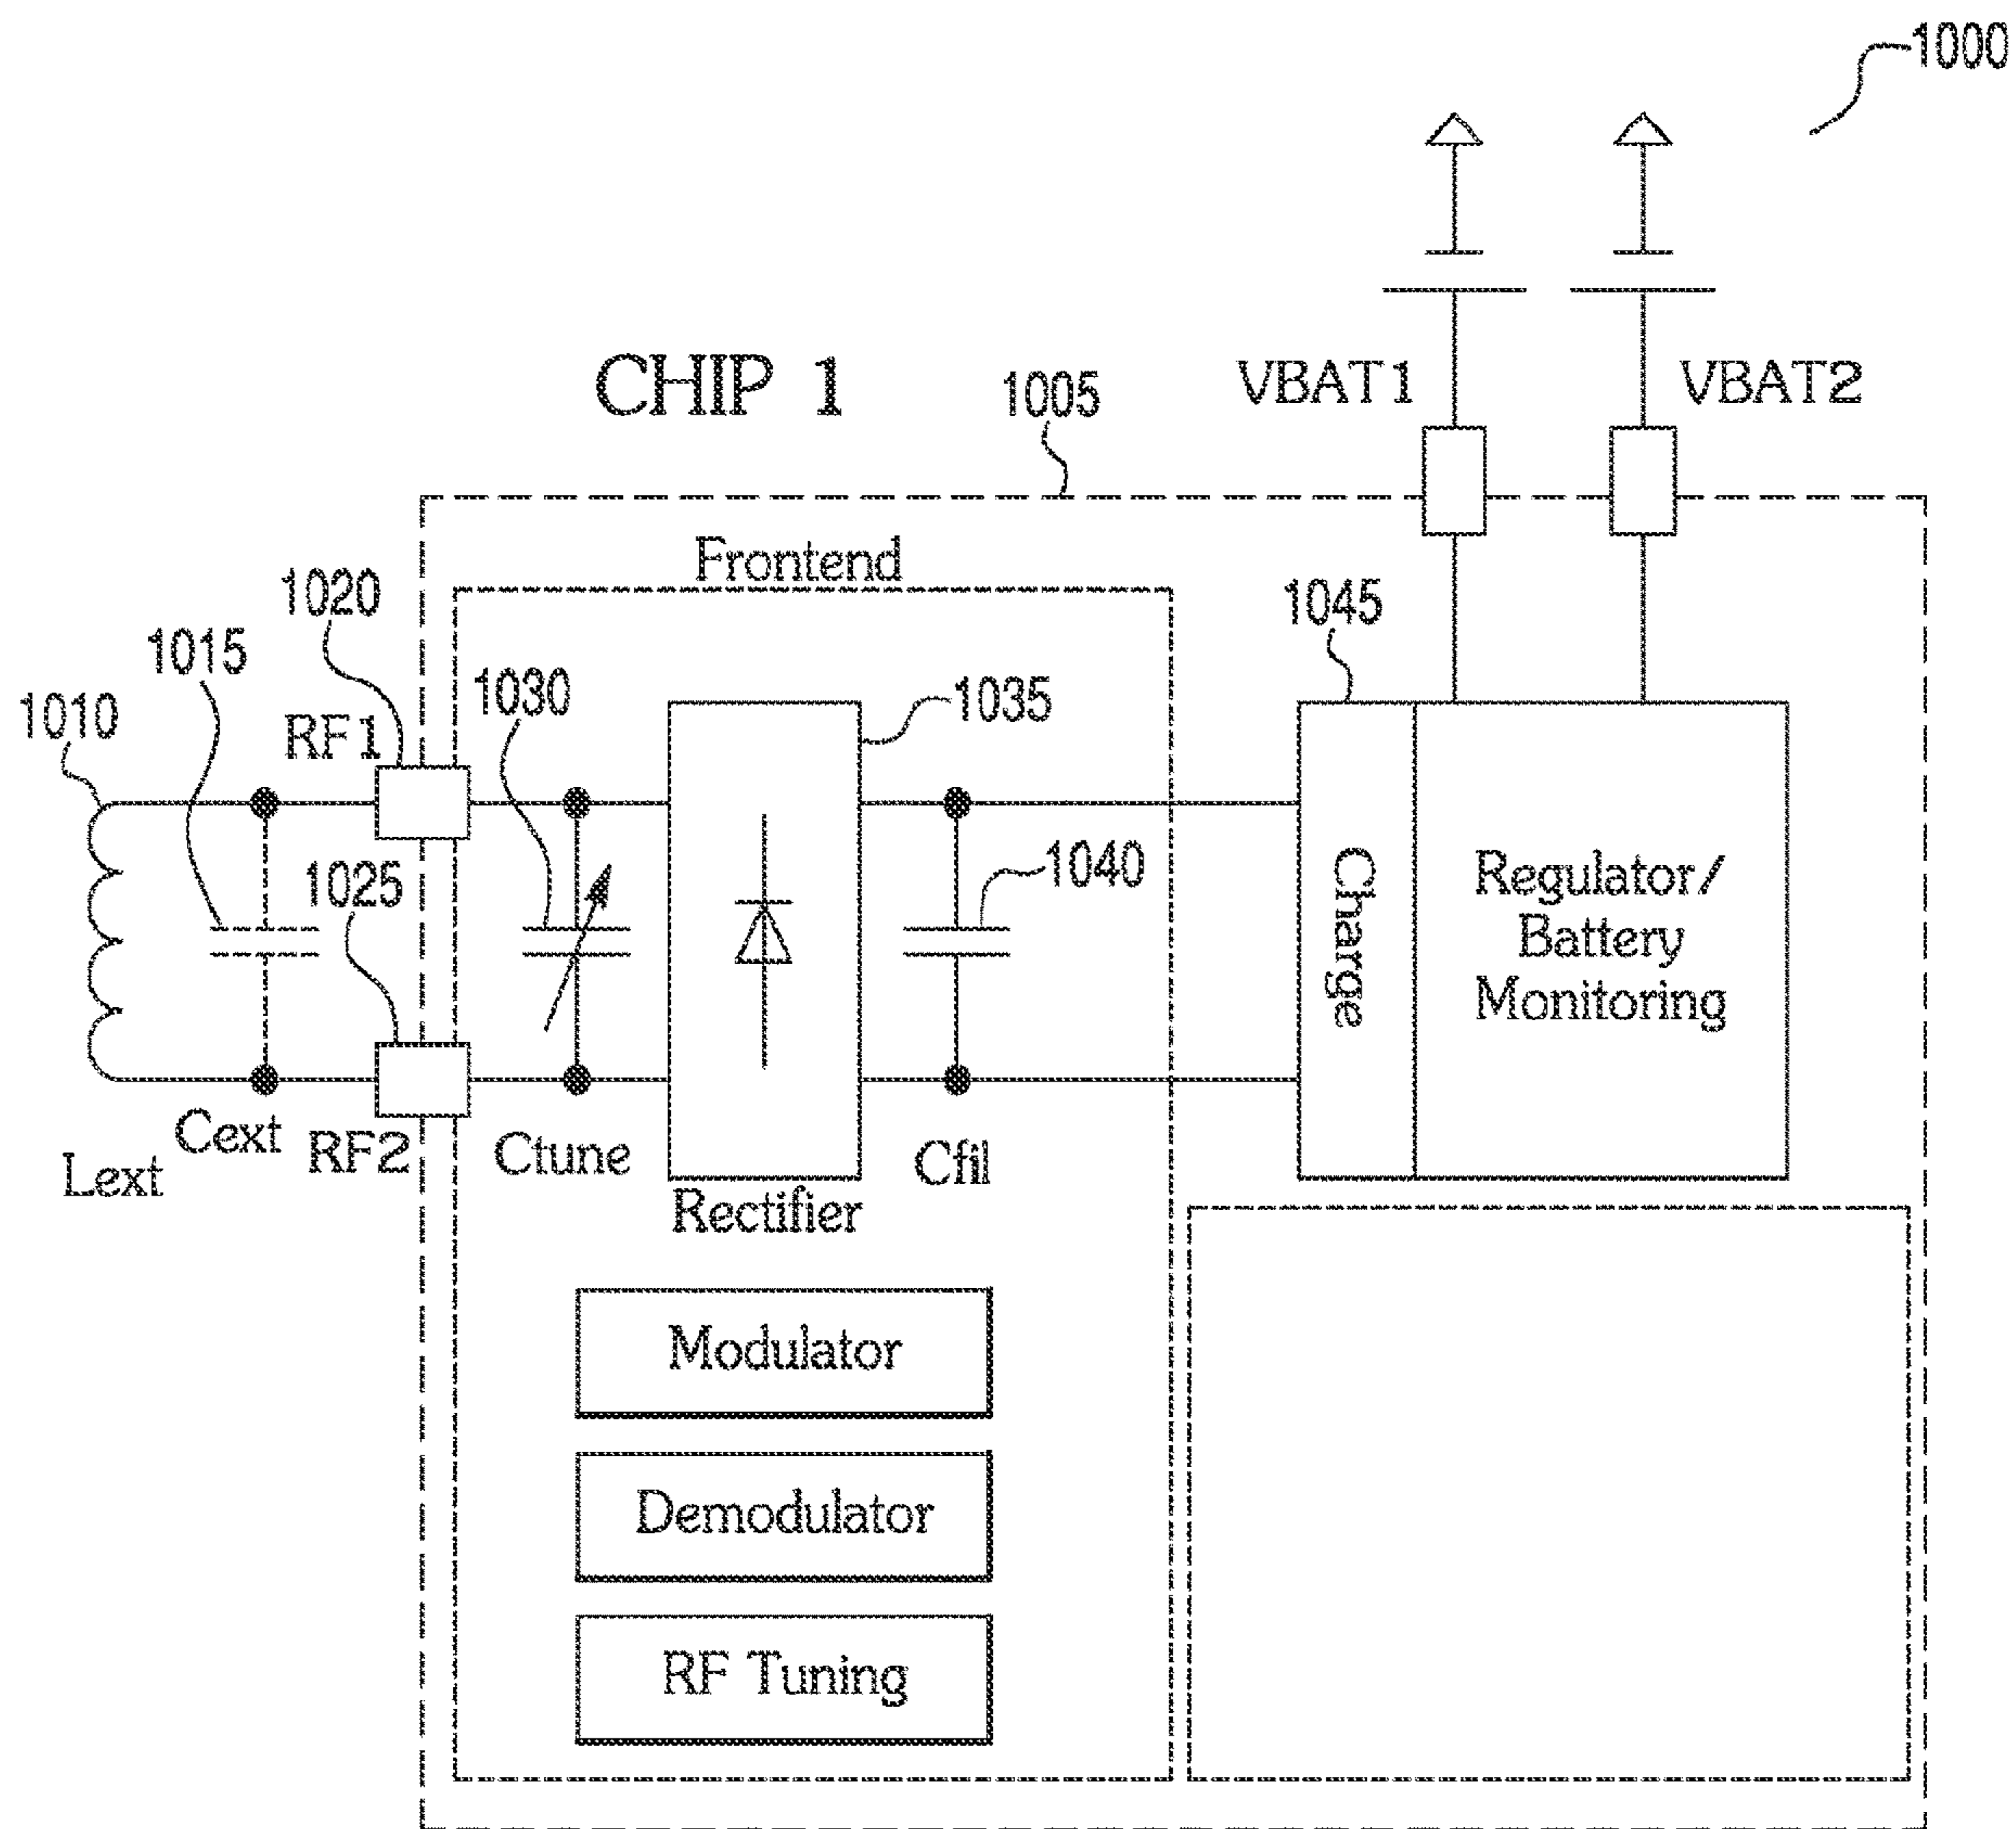 1000
CHIP 1
1005
VBAT1
VBAT2
Frontend
1020
1045
1015
1030
1035
1010
RF1
1025
1040
Charge
Regulator/
Battery
Monitoring
Cext
RF2
Ctune
Cfil
Lext
Rectifier
Modulator
Demodulator
RF Tuning